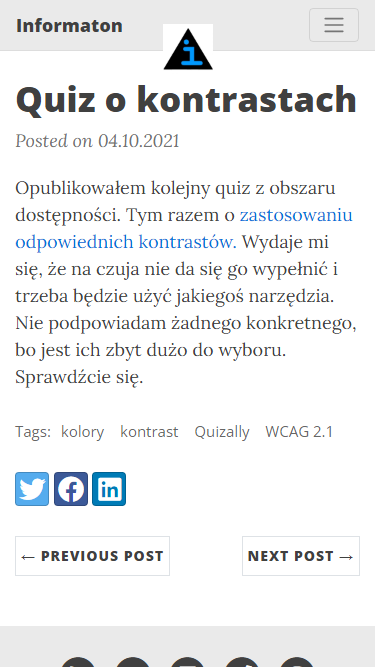 Informaton
i
Quiz o kontrastach
Posted on 04.10.2021
Opublikowałem kolejny quiz z obszaru
dostępności. Tym razem o zastosowaniu
odpowiednich kontrastów. Wydaje mi
się, że na czuja nie da się go wypełnić i
trzeba będzie użyć jakiegoś narzędzia.
Nie podpowiadam żadnego konkretnego,
bo jest ich zbyt dużo do wyboru.
Sprawdźcie się.
Tags: kolory kontrast Quizally WCAG 2.1
← PREVIOUS POST
NEXT POST →